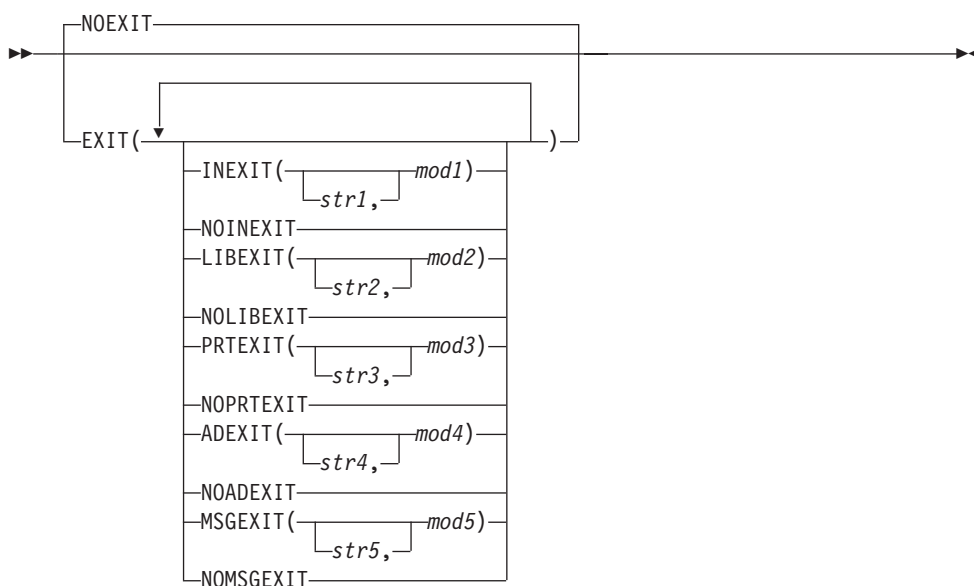 NOEXIT
EXIT( )
INEXIT( mod1)
str1,
NOINEXIT
LIBEXIT( mod2)
str2,
NOLIBEXIT
PRTEXIT( mod3)
str3,
NOPRTEXIT
ADEXIT( mod4)
str4,
NOADEXIT
MSGEXIT( mod5)
str5,
NOMSGEXIT